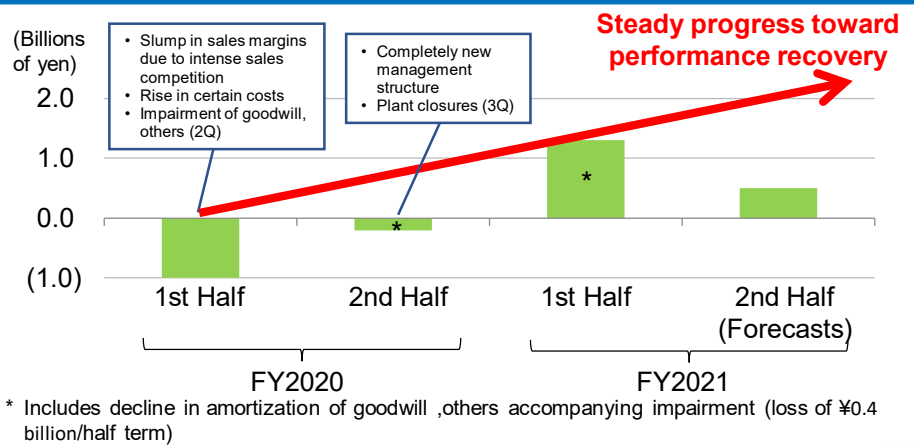 Steady progress toward
performance recovery
(Billions
of yen)
• Slump in sales margins
due to intense sales
competition
• Rise in certain costs
• Impairment of goodwill,
others (2Q)
• Completely new
management
structure
• Plant closures (3Q)
2.0
1.0
0.0
(1.0)
*
*
1st Half
2nd Half
1st Half
2nd Half
(Forecasts)
FY2020
FY2021
* Includes decline in amortization of goodwill ,others accompanying impairment (loss of ¥0.4
billion/half term)